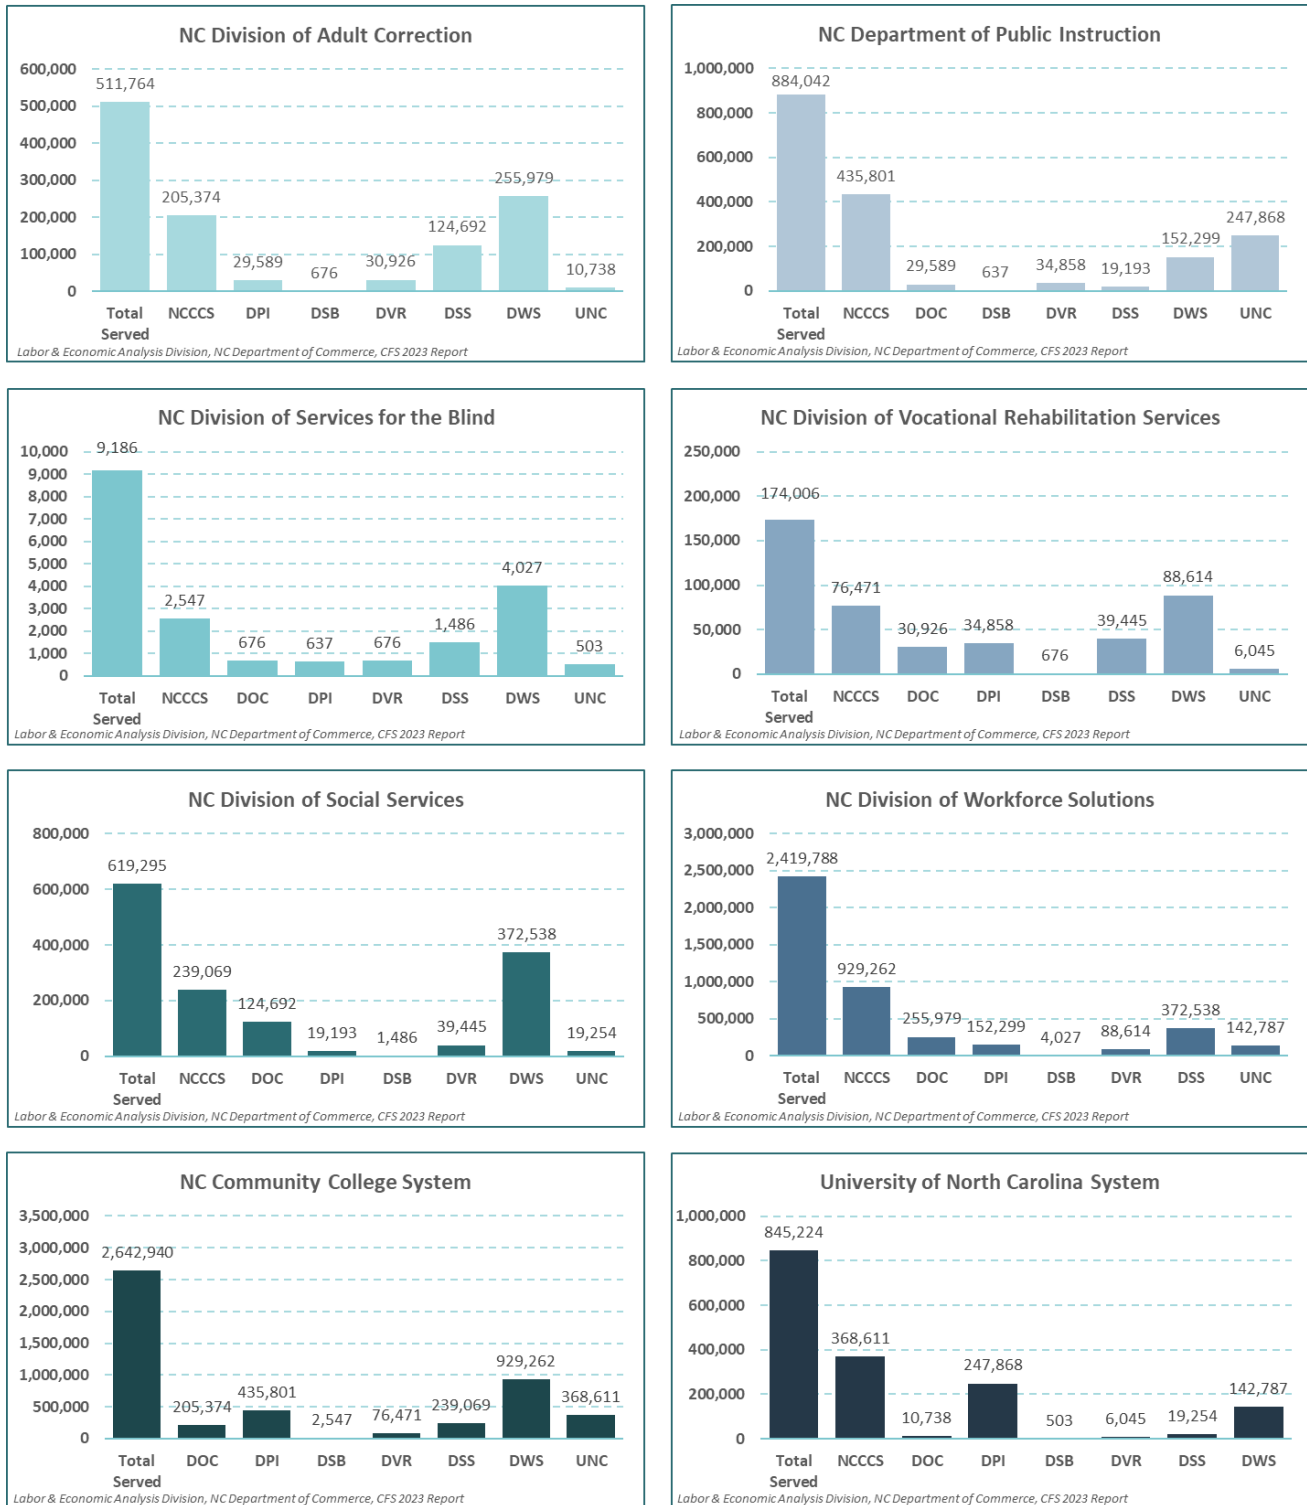 NC Division of Adult Correction
600,000
500,000
400,000
300,000
200,000
100,000
0
511,764
205,374
29,589
676
30,926
124,692
255,979
10,738
Total Served
NCCCS
DPI
DSB
DVR
DSS
DWS
UNC
Labor & Economic Analysis Division, NC Department of Commerce, CFS 2023 Report
NC Department of Public Instruction
1,000,000
800,000
600,000
400,000
200,000
0
884,042
435,801
29,589
637
34,858
19,193
152,299
247,868
Total Served
NCCCS
DOC
DSB
DVR
DSS
DWS
UNC
Labor & Economic Analysis Division, NC Department of Commerce, CFS 2023 Report
NC Division of Services for the Blind
10,000
9,000
8,000
7,000
6,000
5,000
4,000
3,000
2,000
1,000
0
9,186
2,547
676
637
676
1,486
4,027
503
Total Served
NCCCS
DOC
DPI
DVR
DSS
DWS
UNC
Labor & Economic Analysis Division, NC Department of Commerce, CFS 2023 Report
NC Division of Vocational Rehabilitation Services
250,000
200,000
150,000
100,000
50,000
0
174,006
76,471
30,926
34,858
676
39,445
88,614
6,045
Total Served
NCCCS
DOC
DPI
DSB
DSS
DWS
UNC
Labor & Economic Analysis Division, NC Department of Commerce, CFS 2023 Report
NC Division of Social Services
800,000
600,000
400,000
200,000
0
619,295
239,069
124,692
19,193
1,486
39,445
372,538
19,254
Total Served
NCCCS
DOC
DPI
DSB
DVR
DWS
UNC
Labor & Economic Analysis Division, NC Department of Commerce, CFS 2023 Report
NC Division of Workforce Solutions
3,000,000
2,500,000
2,000,000
1,500,000
1,000,000
500,000
0
2,419,788
929,262
255,979
152,299
4,027
88,614
372,538
142,787
Total Served
NCCCS
DOC
DPI
DSB
DVR
DSS
UNC
Labor & Economic Analysis Division, NC Department of Commerce, CFS 2023 Report
NC Community College System
3,500,000
3,000,000
2,500,000
2,000,000
1,500,000
1,000,000
500,000
0
2,642,940
205,374
435,801
2,547
76,471
239,069
929,262
368,611
Total Served
DOC
DPI
DSB
DVR
DSS
DWS
UNC
Labor & Economic Analysis Division, NC Department of Commerce, CFS 2023 Report
University of North Carolina System
1,000,000
800,000
600,000
400,000
200,000
0
845,224
368,611
10,738
247,868
503
6,045
19,254
142,787
Total Served
NCCCS
DOC
DPI
DSB
DVR
DSS
DWS
Labor & Economic Analysis Division, NC Department of Commerce, CFS 2023 Report